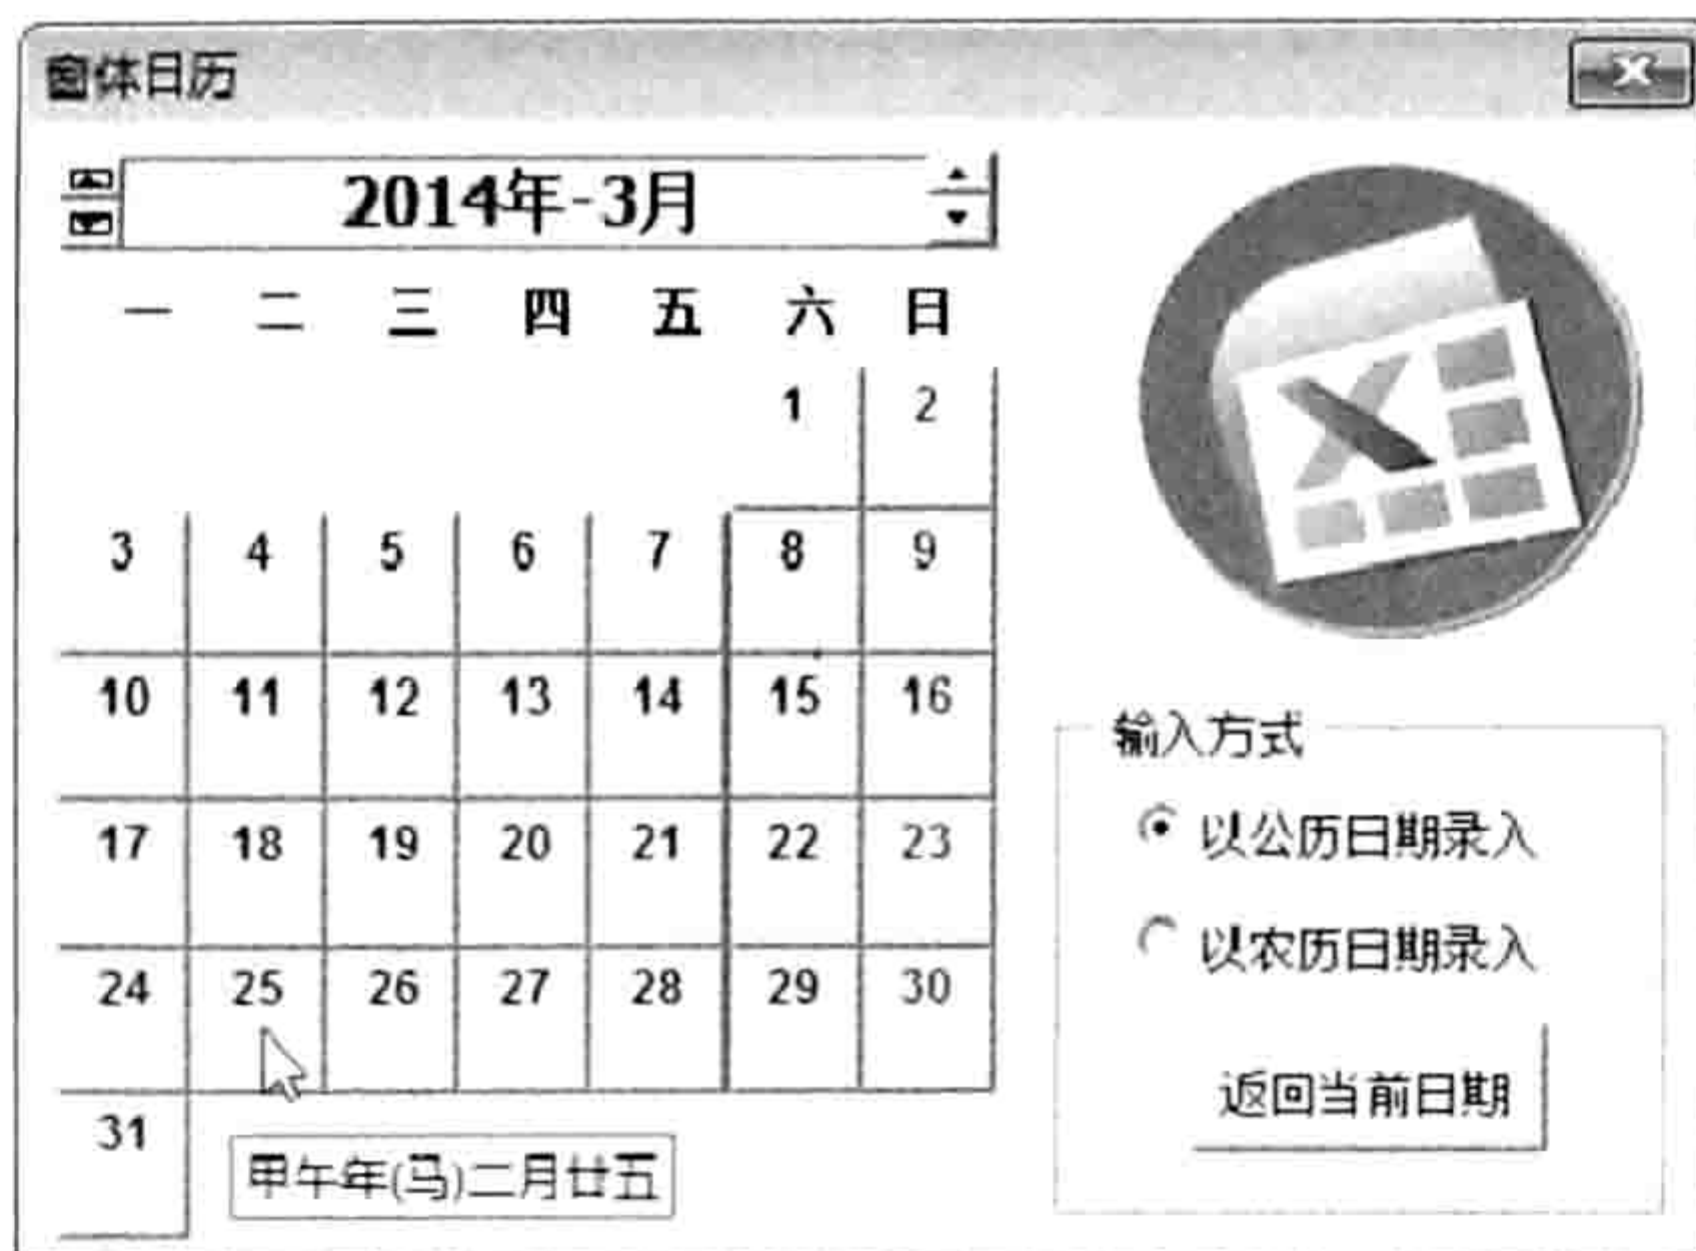 窗体日历
2014年-3月
一 二 三 四 五 六 日
1 2
3 4 5 6 7 8 9
10 11 12 13 14 15 16
17 18 19 20 21 22 23
24 25 26 27 28 29 30
31
甲午年(马)二月廿五
输入方式
以公历日期录入
以农历日期录入
返回当前日期